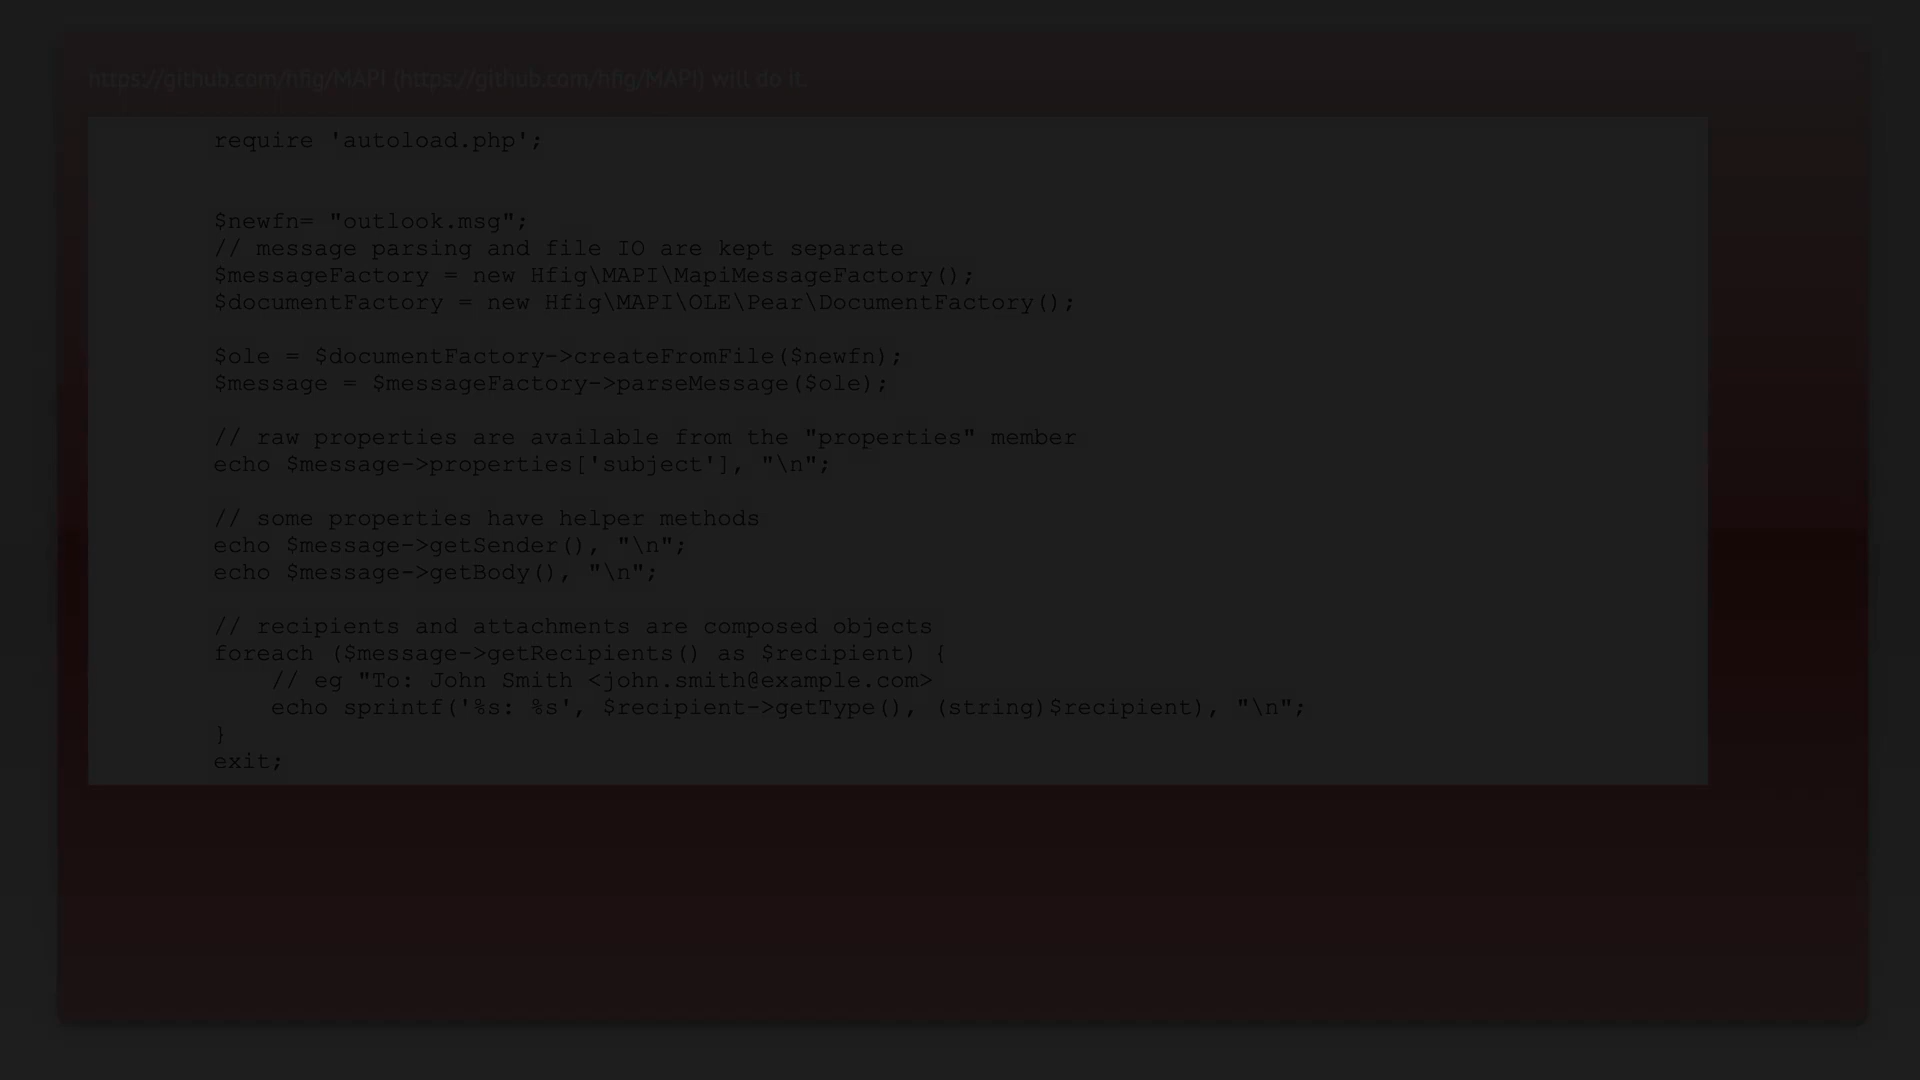 https://github.com/hfig/MAPI (https://github.com/hfig/MAPI) will do it.
require 'autoload.php';
$newfn= "outlook.msg";
// message parsing and file IO are kept separate
$messageFactory = new Hfig\MAPI\MapiMessageFactory();
$documentFactory = new Hfig\MAPI\OLE\Pear\DocumentFactory();
$ole = $documentFactory->createFromFile($newfn);
$message = $messageFactory->parseMessage($ole);
// raw properties are available from the "properties" member
echo $message->properties['subject'], "\n";
// some properties have helper methods
echo $message->getSender(), "\n";
echo $message->getBody(), "\n";
// recipients and attachments are composed objects
foreach ($message->getRecipients() as $recipient) {
    // eg "To: John Smith <john.smith@example.com>
    echo sprintf('%s: %s', $recipient->getType(), (string)$recipient), "\n";
}
exit;